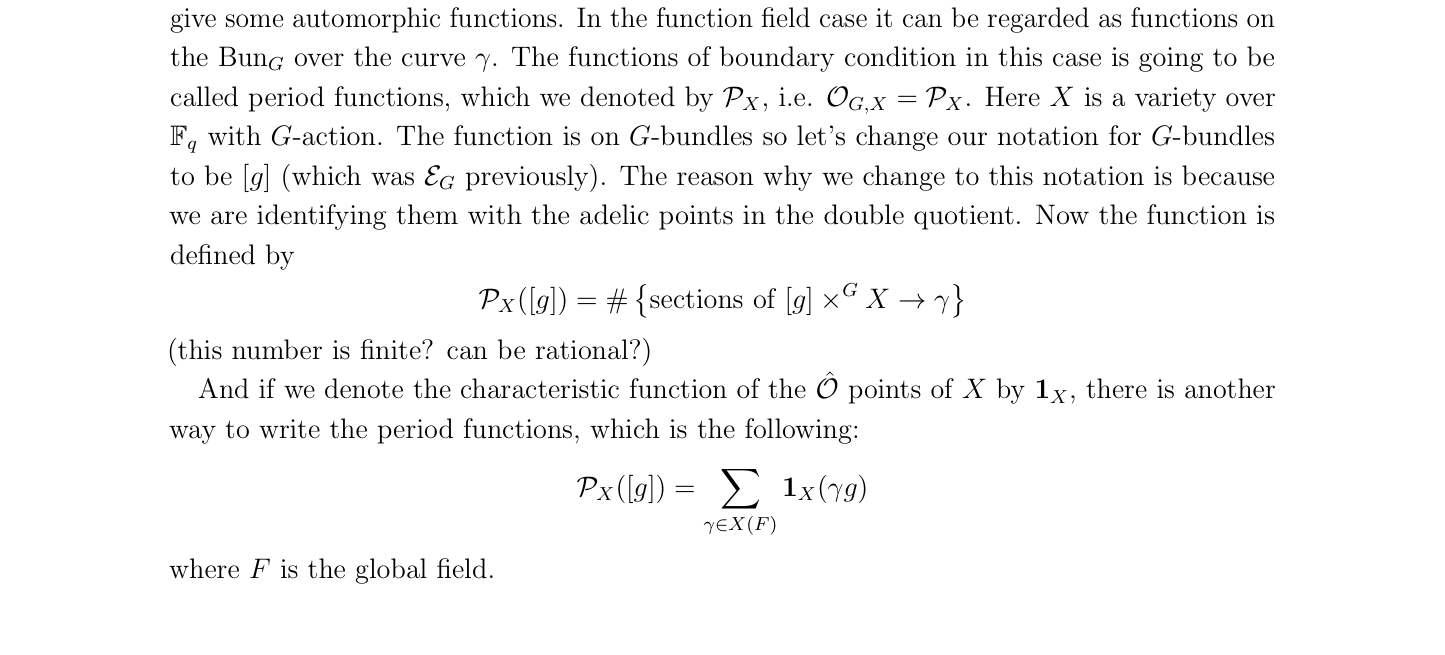 give some automorphic functions. In the function field case it can be regarded as functions on
the Bun_G over the curve γ. The functions of boundary condition in this case is going to be
called period functions, which we denoted by 𝒫_X, i.e. 𝒪_{G,X} = 𝒫_X. Here X is a variety over
𝔽_q with G-action. The function is on G-bundles so let's change our notation for G-bundles
to be [g] (which was ℰ_G previously). The reason why we change to this notation is because
we are identifying them with the adelic points in the double quotient. Now the function is
defined by
𝒫_X([g]) = # {sections of [g] ×^G X → γ}
(this number is finite? can be rational?)
And if we denote the characteristic function of the 𝒪̂ points of X by 𝟏_X, there is another
way to write the period functions, which is the following:
𝒫_X([g]) = ∑_{γ∈X(F)} 𝟏_X(γg)
where F is the global field.